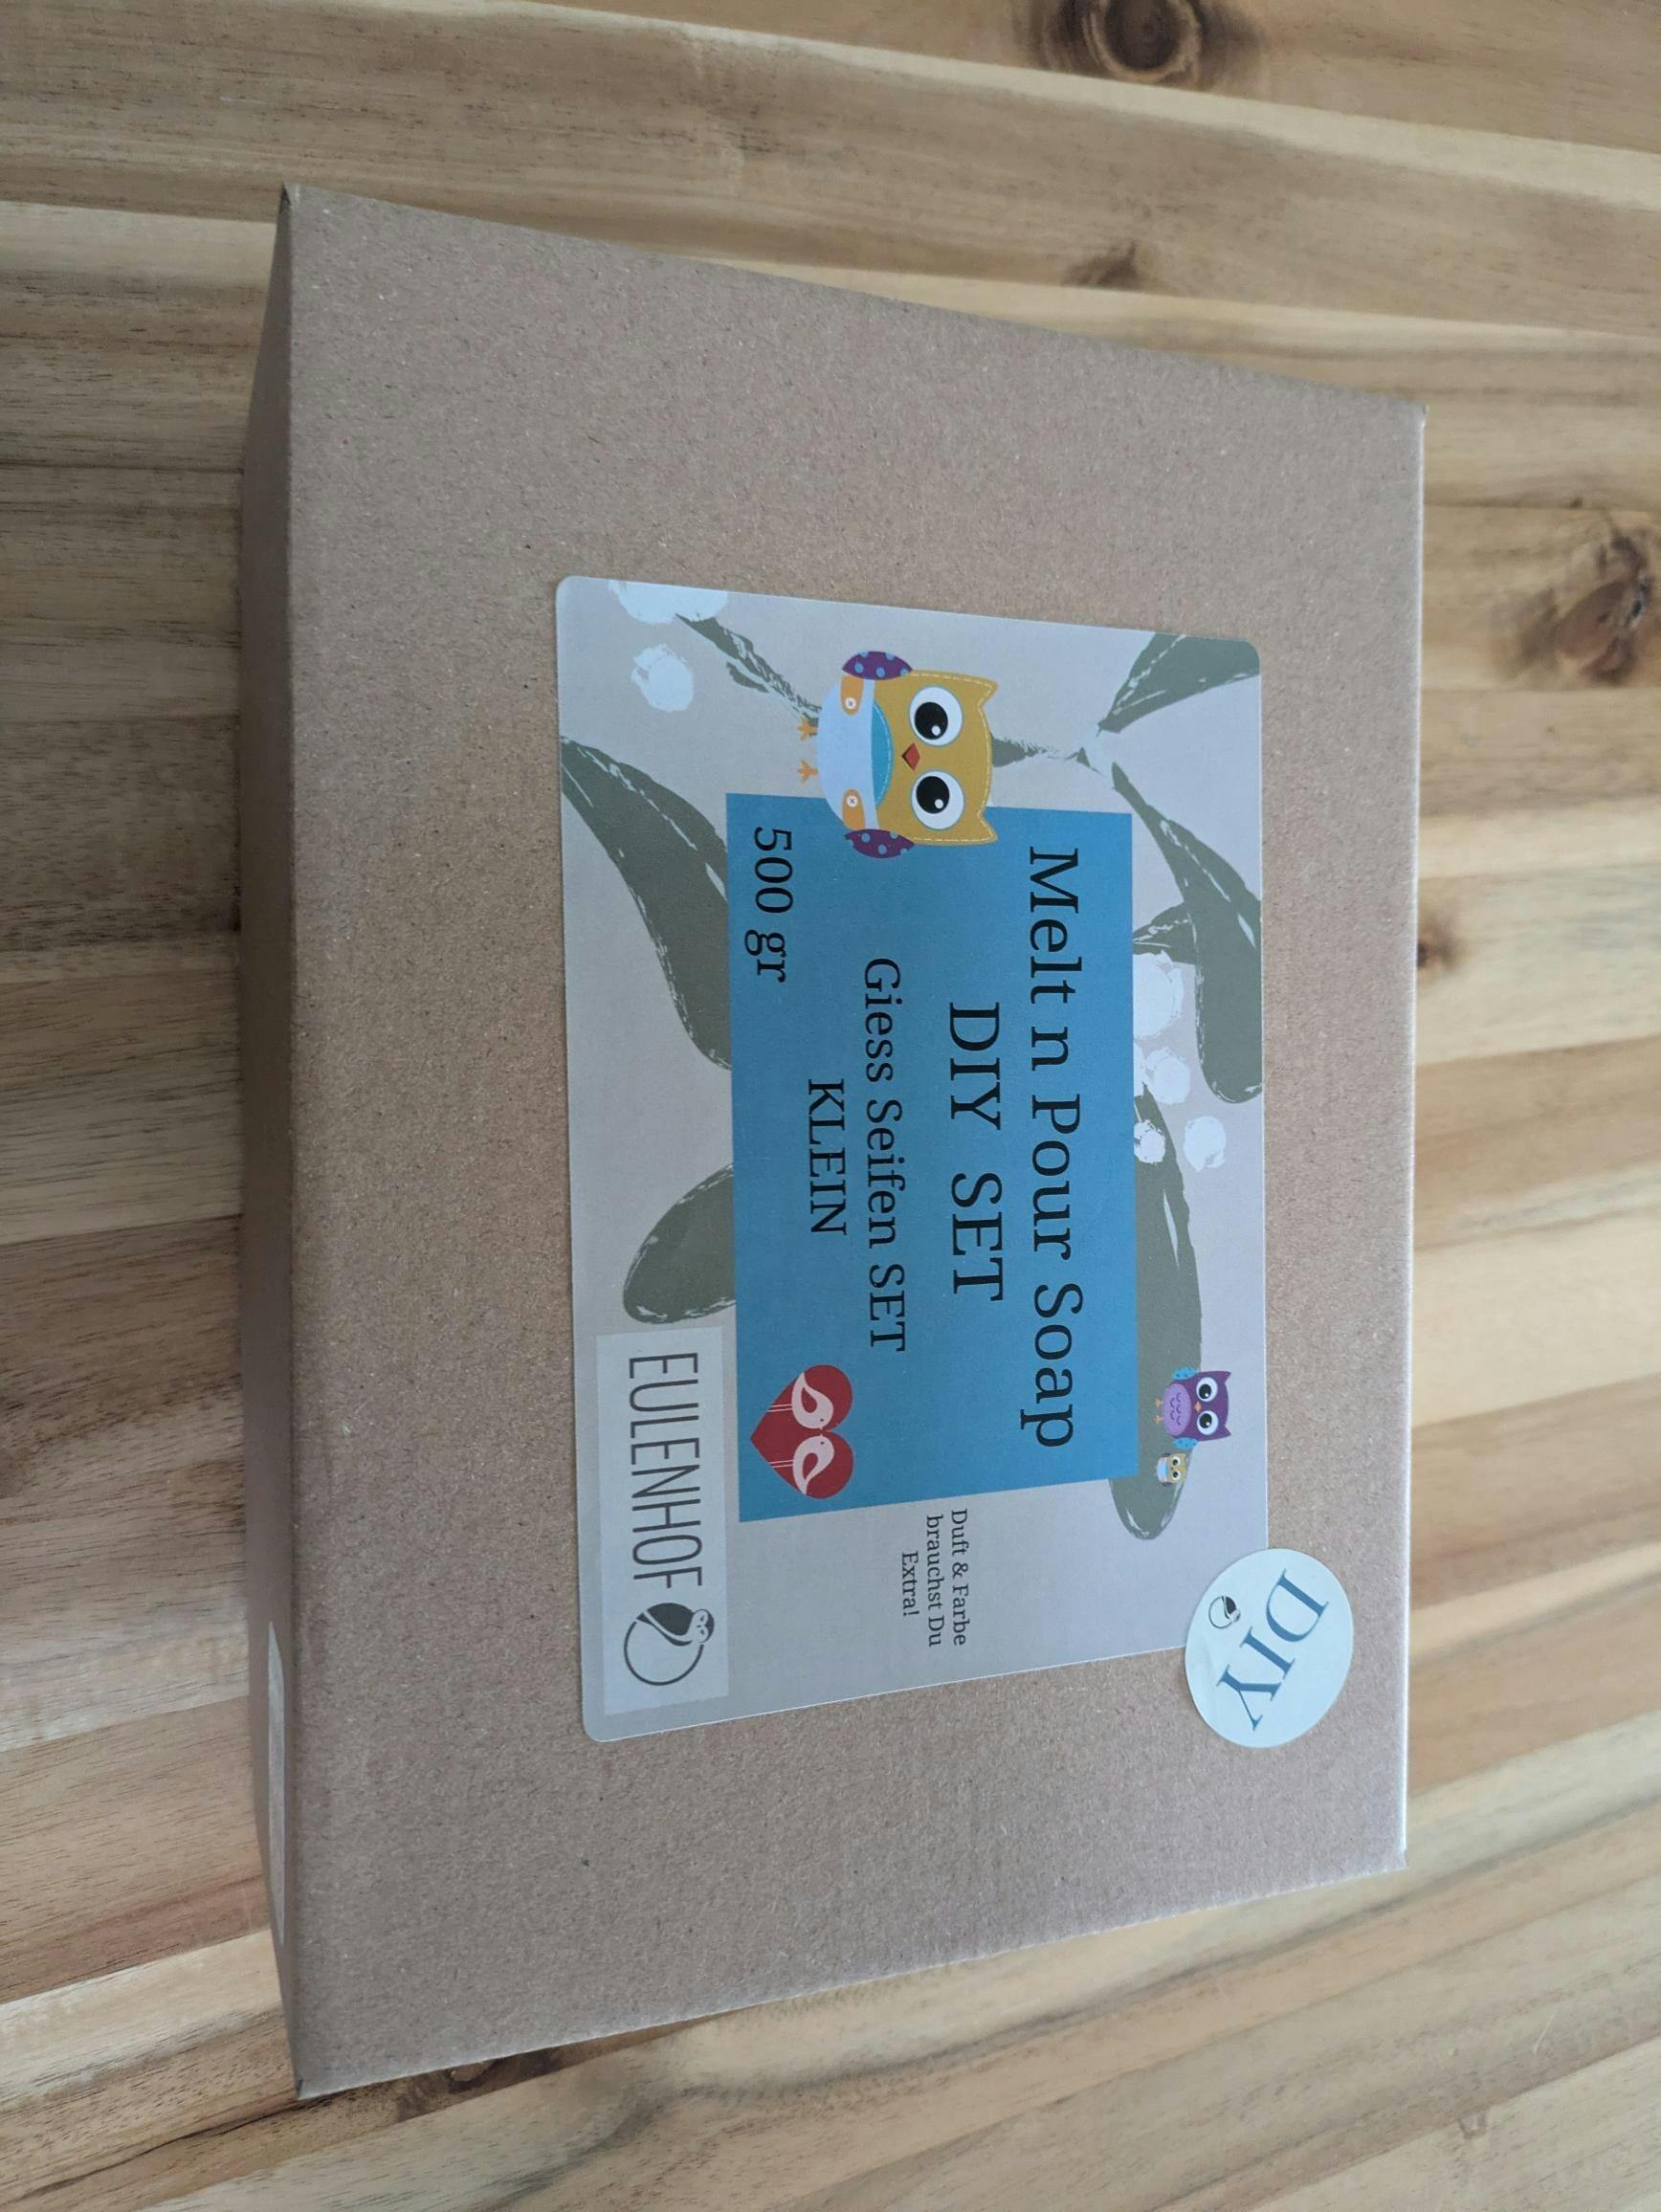 DIY
Melt n Pour Soap
DIY SET
Giess Seifen SET
KLEIN
500 gr
Duft & Farbe
brauchst Du
Extra!
EULENHOF